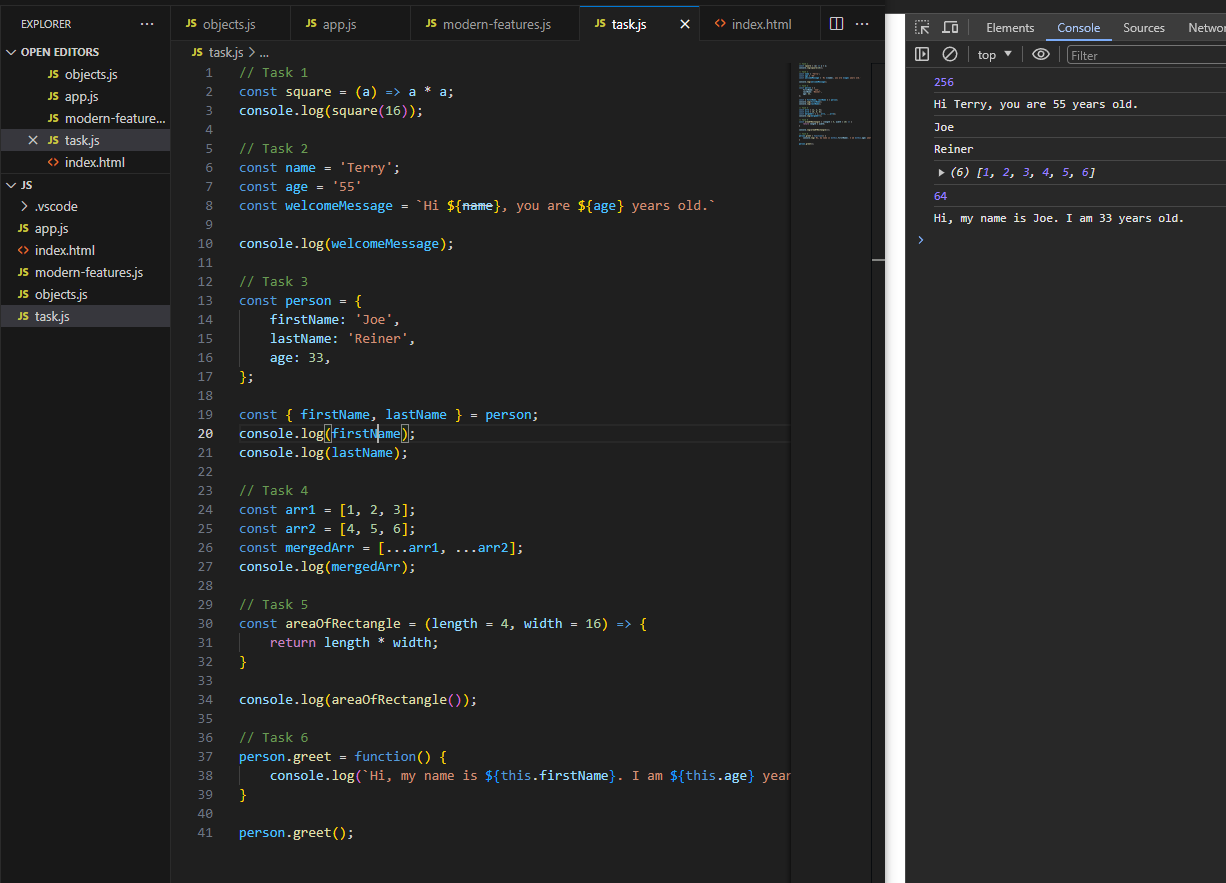 EXPLORER ...
OPEN EDITORS
JS objects.js
JS app.js
JS modern-feature...
JS task.js
<> index.html
JS
.vscode
JS app.js
<> index.html
JS modern-features.js
JS objects.js
JS task.js
JS objects.js JS app.js JS modern-features.js JS task.js <> index.html ...
JS task.js > ...
1 // Task 1
2 const square = (a) => a * a;
3 console.log(square(16));
4
5 // Task 2
6 const name = 'Terry';
7 const age = '55'
8 const welcomeMessage = `Hi ${name}, you are ${age} years old.`
9
10 console.log(welcomeMessage);
11
12 // Task 3
13 const person = {
14     firstName: 'Joe',
15     lastName: 'Reiner',
16     age: 33,
17 };
18
19 const { firstName, lastName } = person;
20 console.log(firstName);
21 console.log(lastName);
22
23 // Task 4
24 const arr1 = [1, 2, 3];
25 const arr2 = [4, 5, 6];
26 const mergedArr = [...arr1, ...arr2];
27 console.log(mergedArr);
28
29 // Task 5
30 const areaOfRectangle = (length = 4, width = 16) => {
31     return length * width;
32 }
33
34 console.log(areaOfRectangle());
35
36 // Task 6
37 person.greet = function() {
38     console.log(`Hi, my name is ${this.firstName}. I am ${this.age} year
39 }
40
41 person.greet();
Elements Console Sources Networ
top Filter
256
Hi Terry, you are 55 years old.
Joe
Reiner
(6) [1, 2, 3, 4, 5, 6]
64
Hi, my name is Joe. I am 33 years old.
>